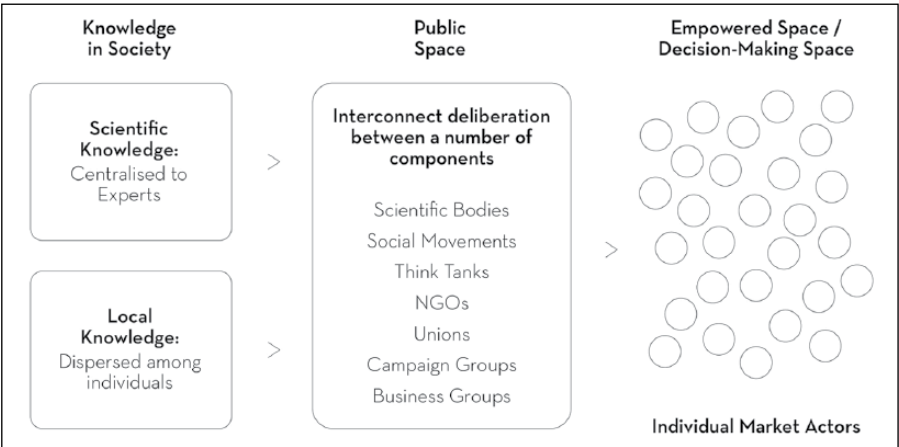 Knowledge
in Society
Public
Space
Empowered Space /
Decision-Making Space
Scientific
Knowledge:
Centralised to
Experts
>
Local
Knowledge:
Dispersed among
individuals
>
Interconnect deliberation
between a number of
components
Scientific Bodies
Social Movements
Think Tanks
NGOs
Unions
Campaign Groups
Business Groups
>
Individual Market Actors